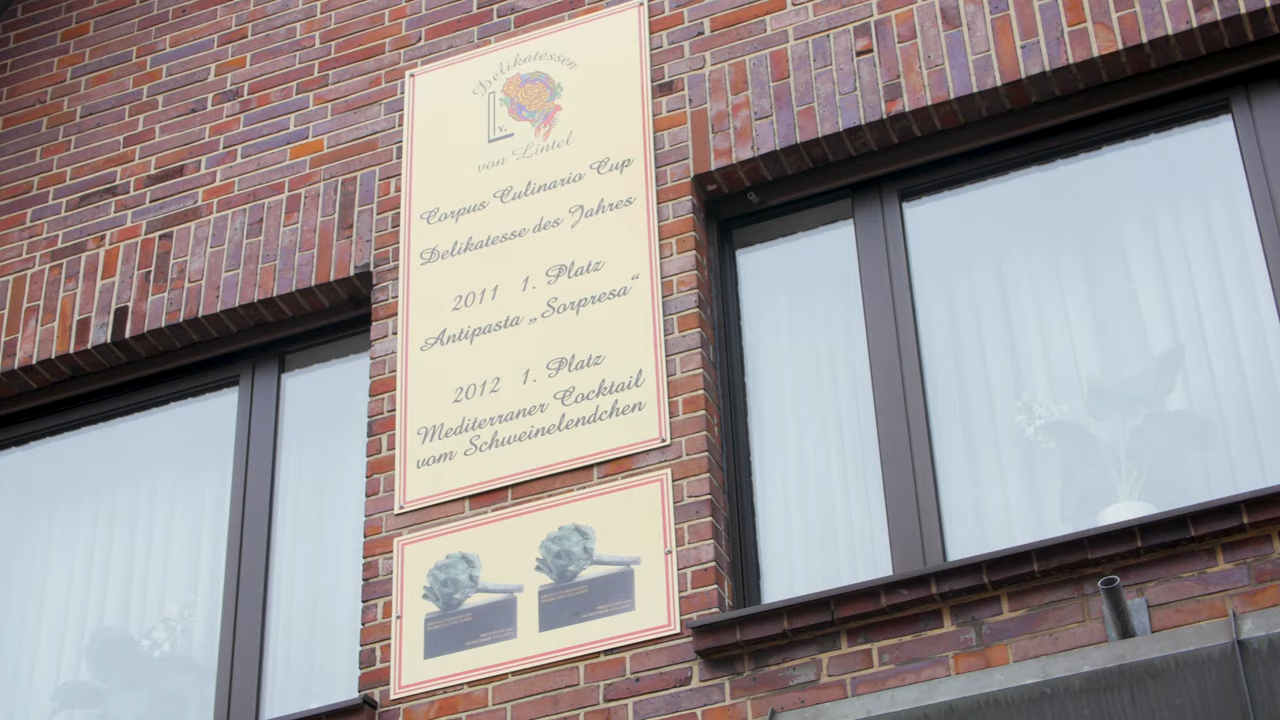 Delikatessen
L v.
von Lintel
Corpus Culinario Cup
Delikatesse des Jahres
2011 1. Platz
Antipasta „Sorpresa“
2012 1. Platz
Mediterraner Cocktail
vom Schweinelendchen